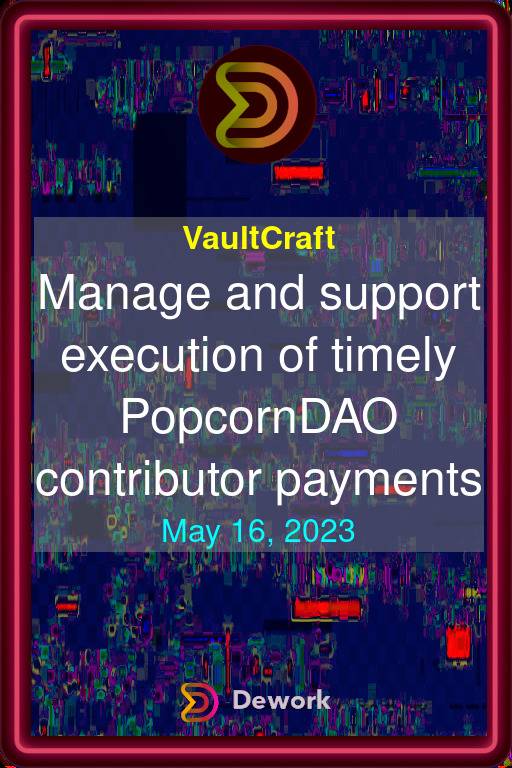 VaultCraft
Manage and support
execution of timely
PopcornDAO
contributor payments
May 16, 2023
Dework